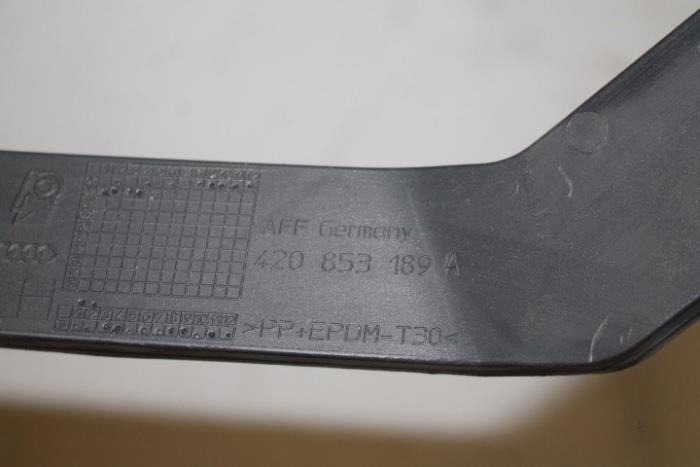 AFF Germany
420 853 189 A
>PP+EPDM-T30<